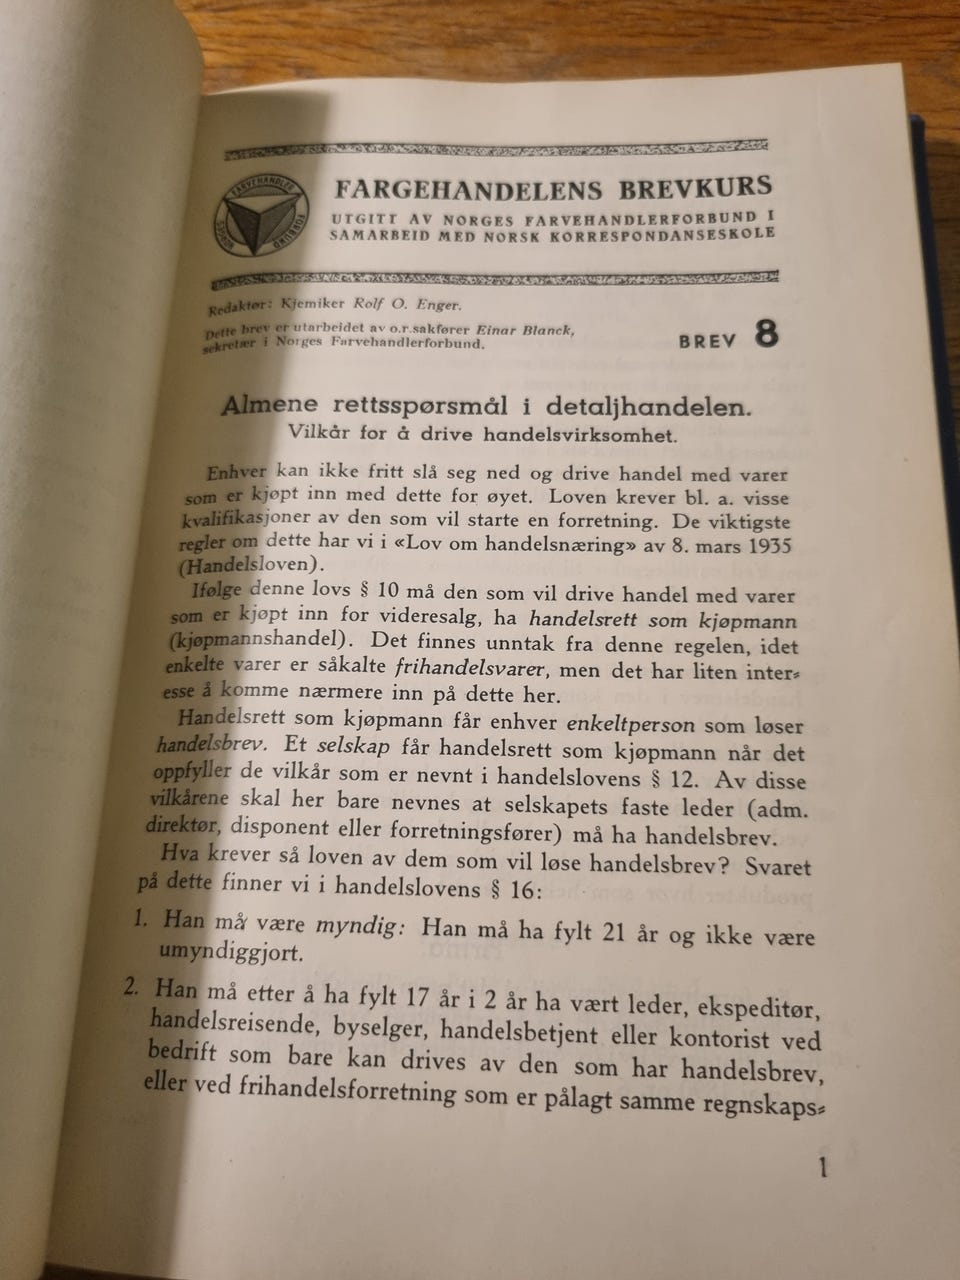 NORGES FARVEHANDLER FORBUND
FARGEHANDELENS BREVKURS
UTGITT AV NORGES FARVEHANDLERFORBUND I
SAMARBEID MED NORSK KORRESPONDANSESKOLE
Redaktør: Kjemiker Rolf O. Enger.
Dette brev er utarbeidet av o.r.sakfører Einar Blanck,
sekretær i Norges Farvehandlerforbund.
BREV 8
Almene rettsspørsmål i detaljhandelen.
Vilkår for å drive handelsvirksomhet.
Enhver kan ikke fritt slå seg ned og drive handel med varer
som er kjøpt inn med dette for øyet. Loven krever bl. a. visse
kvalifikasjoner av den som vil starte en forretning. De viktigste
regler om dette har vi i «Lov om handelsnæring» av 8. mars 1935
(Handelsloven).
Ifølge denne lovs § 10 må den som vil drive handel med varer
som er kjøpt inn for videresalg, ha handelsrett som kjøpmann
(kjøpmannshandel). Det finnes unntak fra denne regelen, idet
enkelte varer er såkalte frihandelsvarer, men det har liten inter-
esse å komme nærmere inn på dette her.
Handelsrett som kjøpmann får enhver enkeltperson som løser
handelsbrev. Et selskap får handelsrett som kjøpmann når det
oppfyller de vilkår som er nevnt i handelslovens § 12. Av disse
vilkårene skal her bare nevnes at selskapets faste leder (adm.
direktør, disponent eller forretningsfører) må ha handelsbrev.
Hva krever så loven av dem som vil løse handelsbrev? Svaret
på dette finner vi i handelslovens § 16:
1. Han må være myndig: Han må ha fylt 21 år og ikke være
umyndiggjort.
2. Han må etter å ha fylt 17 år i 2 år ha vært leder, ekspeditør,
handelsreisende, byselger, handelsbetjent eller kontorist ved
bedrift som bare kan drives av den som har handelsbrev,
eller ved frihandelsforretning som er pålagt samme regnskaps-
1